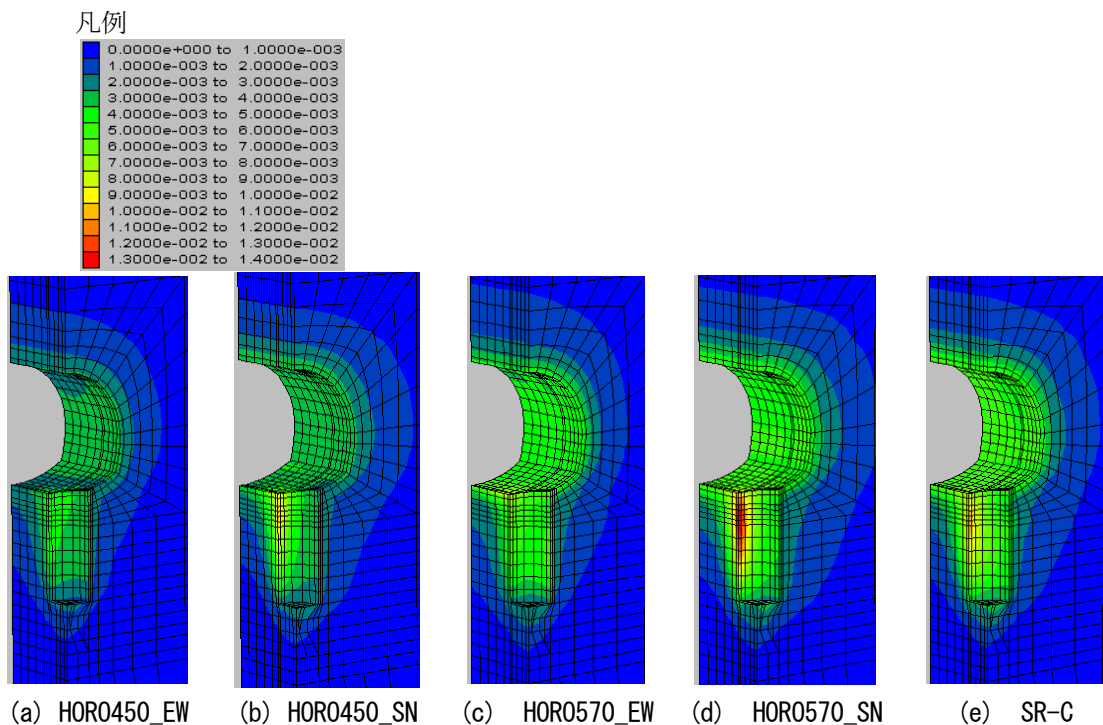 凡例
0.0000e+000 to 1.0000e-003
1.0000e-003 to 2.0000e-003
2.0000e-003 to 3.0000e-003
3.0000e-003 to 4.0000e-003
4.0000e-003 to 5.0000e-003
5.0000e-003 to 6.0000e-003
6.0000e-003 to 7.0000e-003
7.0000e-003 to 8.0000e-003
8.0000e-003 to 9.0000e-003
9.0000e-003 to 1.0000e-002
1.0000e-002 to 1.1000e-002
1.1000e-002 to 1.2000e-002
1.2000e-002 to 1.3000e-002
1.3000e-002 to 1.4000e-002
(a) HORO450_EW (b) HORO450_SN (c) HORO570_EW (d) HORO570_SN (e) SR-C